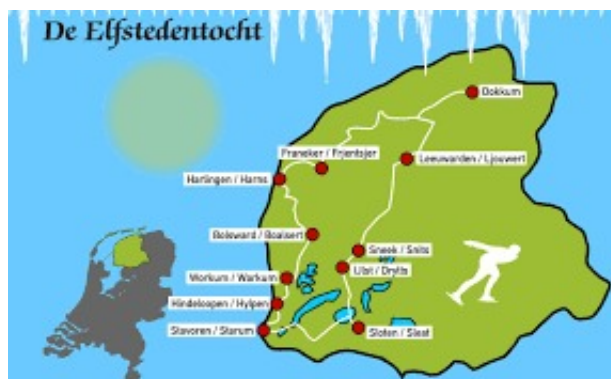 De Elfstedentocht
Dokkum
Franeker / Frjentsjer
Leeuwarden / Ljouwert
Harlingen / Harns
Bolsward / Boalsert
Sneek / Snits
IJlst / Drylts
Workum / Warkum
Hindeloopen / Hylpen
Stavoren / Starum
Sloten / Sleat